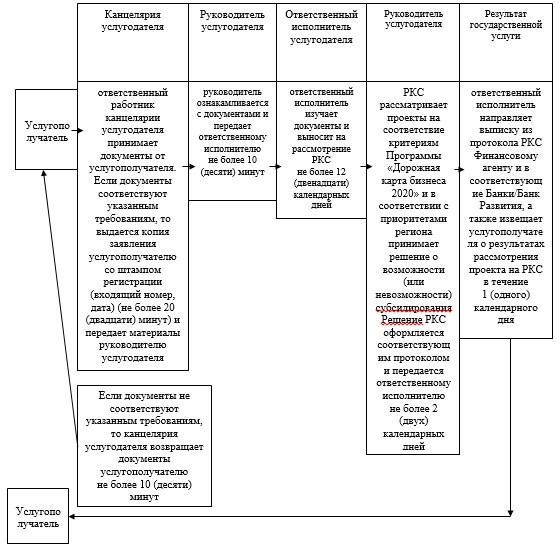 Канцелярия
услугодателя
Руководитель
услугодателя
Ответственный
исполнитель
услугодателя
Руководитель
услугодателя
Результат
государственной
услуги
Услугопо
лучатель
ответственный
работник
канцелярии
услугодателя
принимает
документы от
услугополучателя.
Если документы
соответствуют
указанным
требованиям, то
выдается копия
заявления
услугополучателю
со штампом
регистрации
(входящий номер,
дата) (не более 20
(двадцати) минут) и
передает материалы
руководителю
услугодателя
руководитель
ознакамливается
с документами и
передает
ответственному
исполнителю
не более 10
(десяти) минут
ответственный
исполнитель
изучает
документы и
выносит на
рассмотрение
РКС
не более 12
(двенадцати)
календарных
дней
РКС
рассматривает
проекты на
соответствие
критериям
Программы
«Дорожная
карта бизнеса
2020» и в
соответствии с
приоритетами
региона
принимает
решение о
возможности
(или
невозможности)
субсидирования
Решение РКС
оформляется
соответствующ
им протоколом
и передается
ответственному
исполнителю
не более 2
(двух)
календарных
дней
ответственный
исполнитель
направляет
выписку из
протокола РКС
Финансовому
агенту и в
соответствующ
ие Банки/Банк
Развития, а
также извещает
услугополучате
ля о результатах
рассмотрения
проекта на РКС
в течение
1 (одного)
календарного
дня
Если документы не
соответствуют
указанным требованиям,
то канцелярия
услугодателя возвращает
документы
услугополучателю
не более 10 (десяти)
минут
Услугопо
лучатель